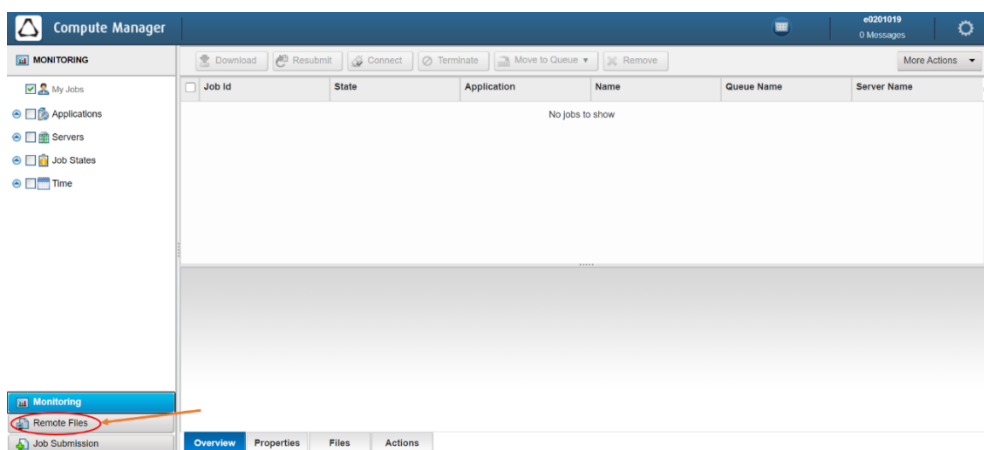 Compute Manager
e0201019
0 Messages
MONITORING
Download Resubmit Connect Terminate Move to Queue Remove More Actions
My Jobs
Job Id State Application Name Queue Name Server Name
Applications
No jobs to show
Servers
Job States
Time
Monitoring
Remote Files
Job Submission
Overview Properties Files Actions